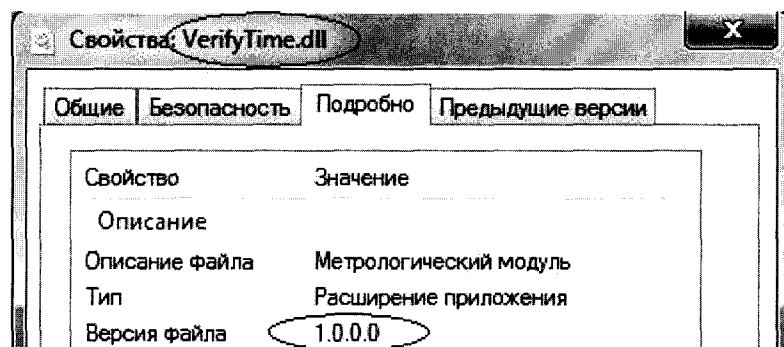 Свойства: VerifyTime.dll
Общие Безопасность Подробно Предыдущие версии
Свойство Значение
Описание
Описание файла Метрологический модуль
Тип Расширение приложения
Версия файла 1.0.0.0